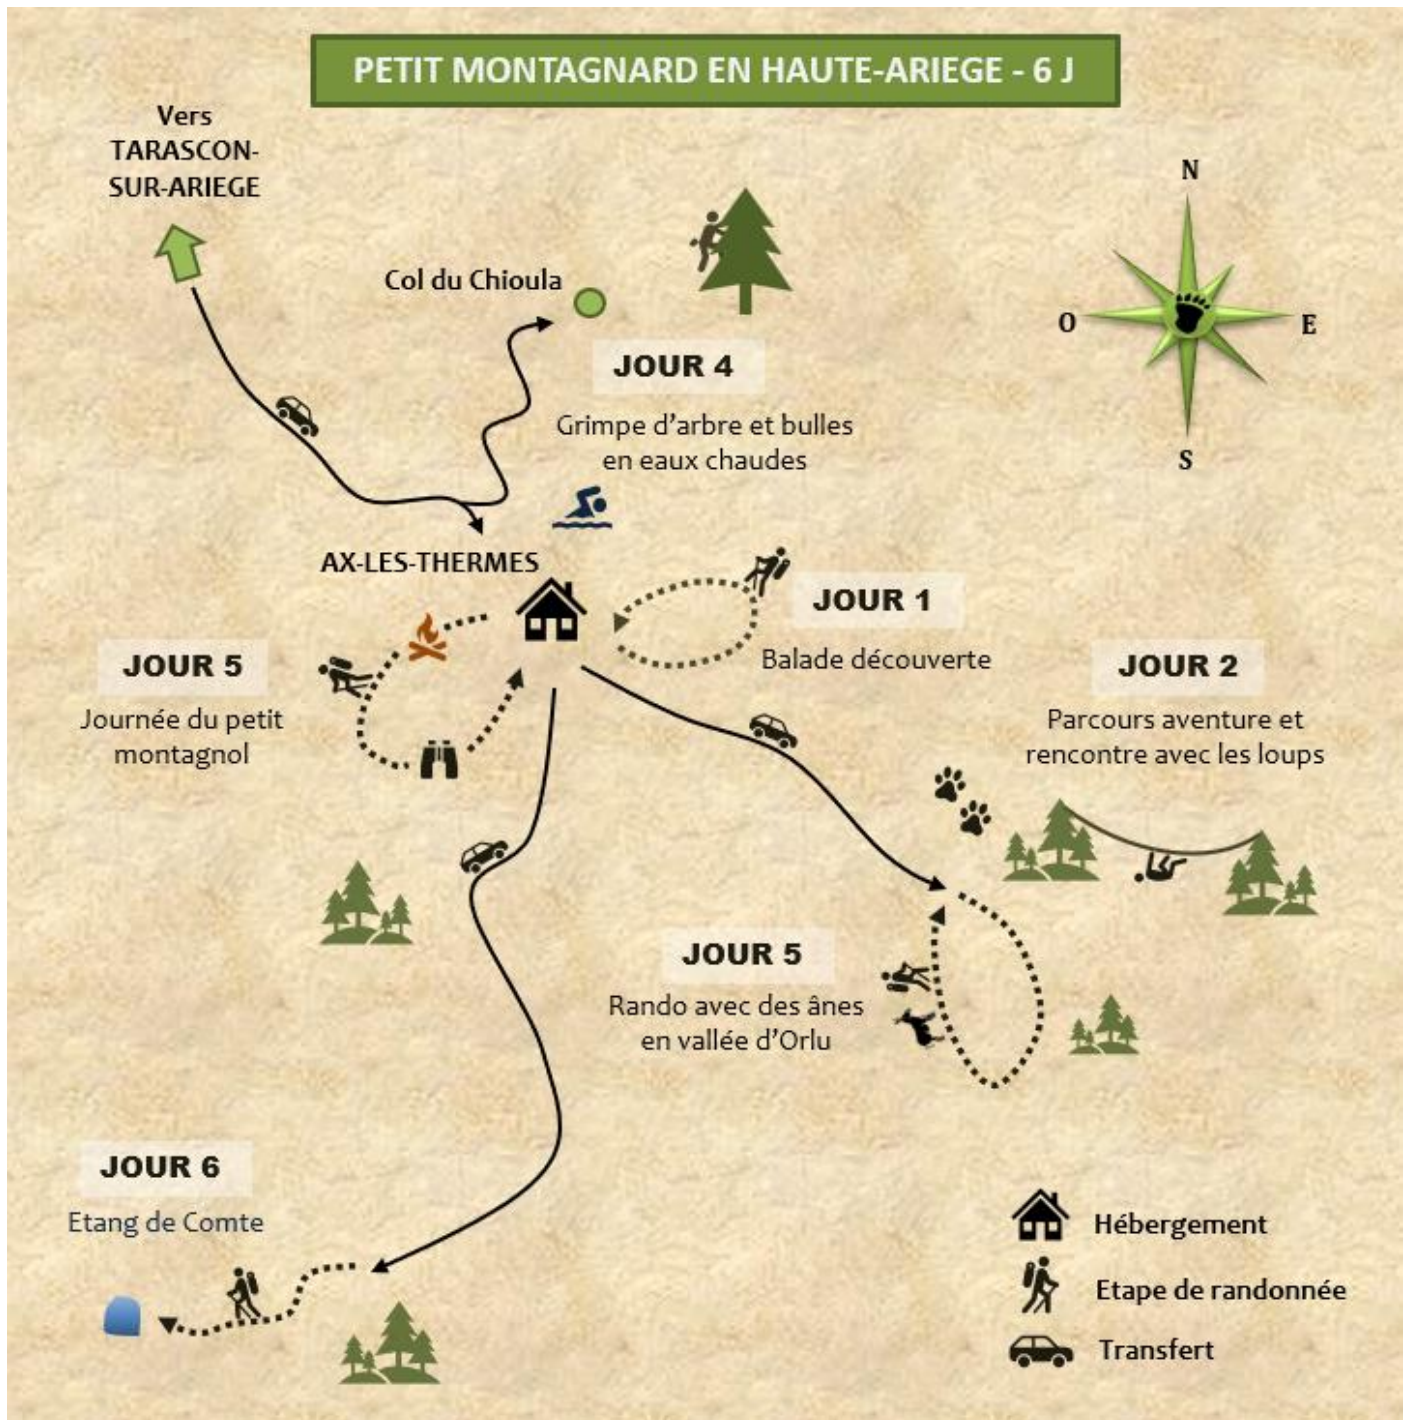 PETIT MONTAGNARD EN HAUTE-ARIEGE - 6 J
Vers
TARASCON-
SUR-ARIEGE
N
O
E
S
Col du Chioula
JOUR 4
Grimpe d’arbre et bulles
en eaux chaudes
AX-LES-THERMES
JOUR 1
Balade découverte
JOUR 5
Journée du petit
montagnol
JOUR 2
Parcours aventure et
rencontre avec les loups
JOUR 5
Rando avec des ânes
en vallée d’Orlu
JOUR 6
Etang de Comte
Hébergement
Etape de randonnée
Transfert